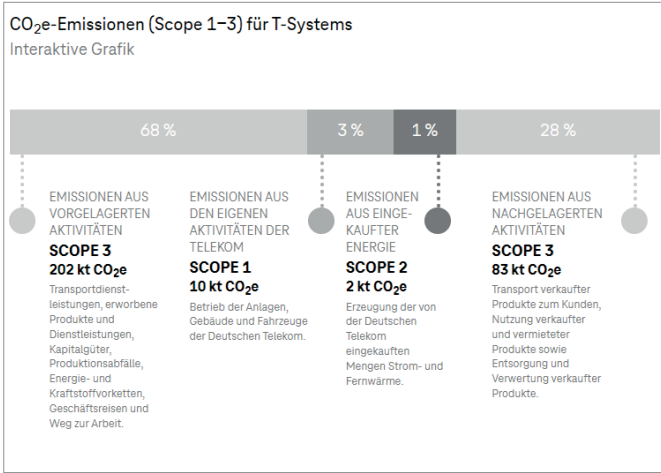 CO₂e-Emissionen (Scope 1–3) für T-Systems
Interaktive Grafik
68 %
3 %
1 %
28 %
EMISSIONEN AUS
VORGELAGERTEN
AKTIVITÄTEN
SCOPE 3
202 kt CO₂e
Transportdienst-
leistungen, erworbene
Produkte und
Dienstleistungen,
Kapitalgüter,
Produktionsabfälle,
Energie- und
Kraftstoffvorketten,
Geschäftsreisen und
Weg zur Arbeit.
EMISSIONEN AUS
DEN EIGENEN
AKTIVITÄTEN DER
TELEKOM
SCOPE 1
10 kt CO₂e
Betrieb der Anlagen,
Gebäude und Fahrzeuge
der Deutschen Telekom.
EMISSIONEN
AUS EINGE-
KAUFTER
ENERGIE
SCOPE 2
2 kt CO₂e
Erzeugung der von
der Deutschen
Telekom
eingekauften
Mengen Strom- und
Fernwärme.
EMISSIONEN AUS
NACHGELAGERTEN
AKTIVITÄTEN
SCOPE 3
83 kt CO₂e
Transport verkaufter
Produkte zum Kunden,
Nutzung verkaufter
und vermieteter
Produkte sowie
Entsorgung und
Verwertung verkaufter
Produkte.